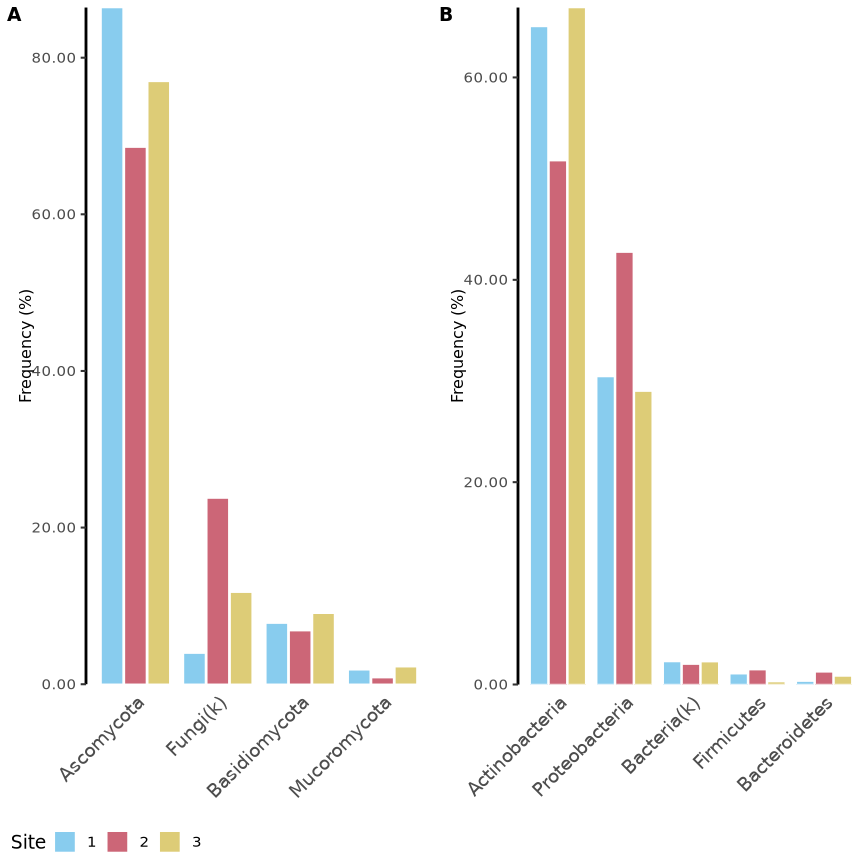 A
Frequency (%)
80.00
60.00
40.00
20.00
0.00
Ascomycota
Fungi(k)
Basidiomycota
Mucoromycota
B
Frequency (%)
60.00
40.00
20.00
0.00
Actinobacteria
Proteobacteria
Bacteria(k)
Firmicutes
Bacteroidetes
Site 1 2 3